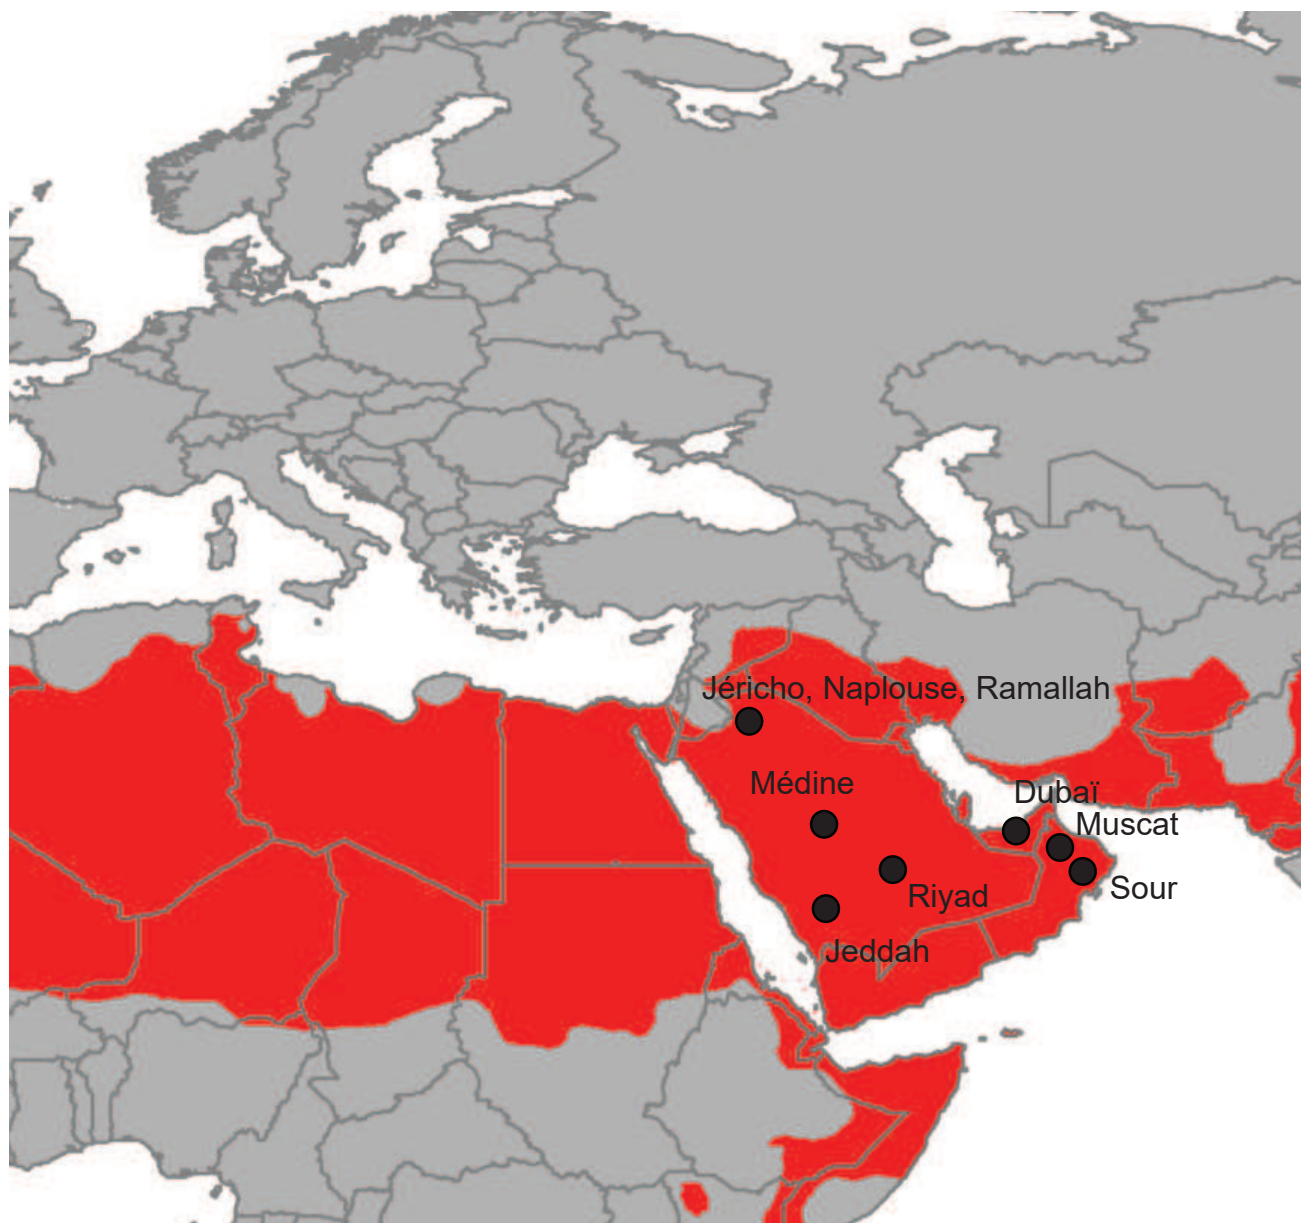 Jéricho, Naplouse, Ramallah
Médine
Dubaï
Muscat
Sour
Riyad
Jeddah